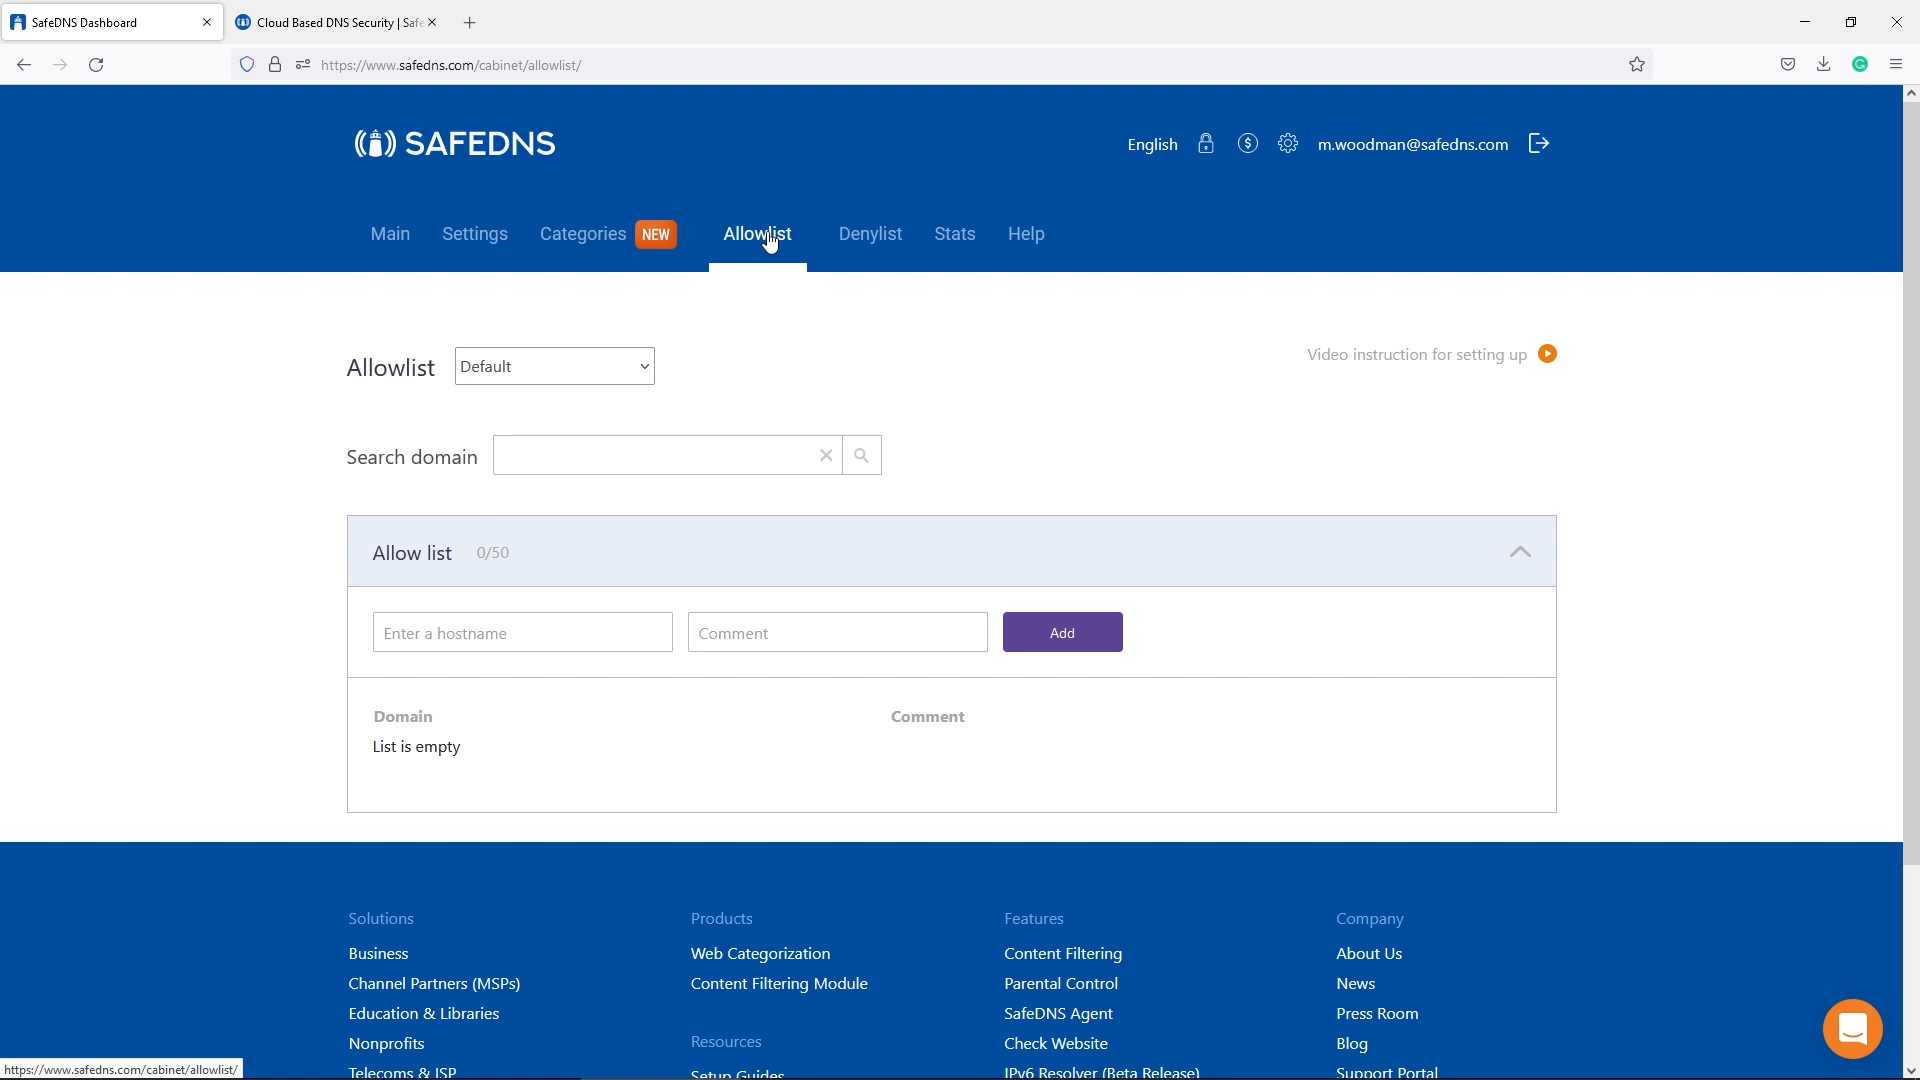 SafeDNS Dashboard
Cloud Based DNS Security | Safe
https://www.safedns.com/cabinet/allowlist/
SAFEDNS
English
m.woodman@safedns.com
Main Settings Categories NEW Allowlist Denylist Stats Help
Allowlist Default
Video instruction for setting up
Search domain
Allow list 0/50
Enter a hostname Comment Add
Domain Comment
List is empty
Solutions Products Features Company
Business Web Categorization Content Filtering About Us
Channel Partners (MSPs) Content Filtering Module Parental Control News
Education & Libraries SafeDNS Agent Press Room
Nonprofits Resources Check Website Blog
Telecoms & ISP Setup Guides IPv6 Resolver (Beta Release) Support Portal
https://www.safedns.com/cabinet/allowlist/